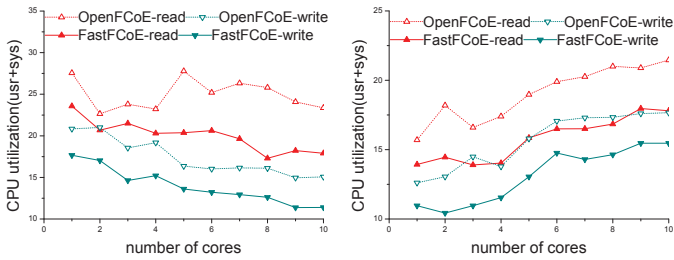 OpenFCoE-read OpenFCoE-write
FastFCoE-read FastFCoE-write
35
30
25
20
15
10
CPU utilization(usr+sys)
0 2 4 6 8 10
number of cores
OpenFCoE-read OpenFCoE-write
FastFCoE-read FastFCoE-write
25
20
15
10
CPU utilization(usr+sys)
0 2 4 6 8 10
number of cores